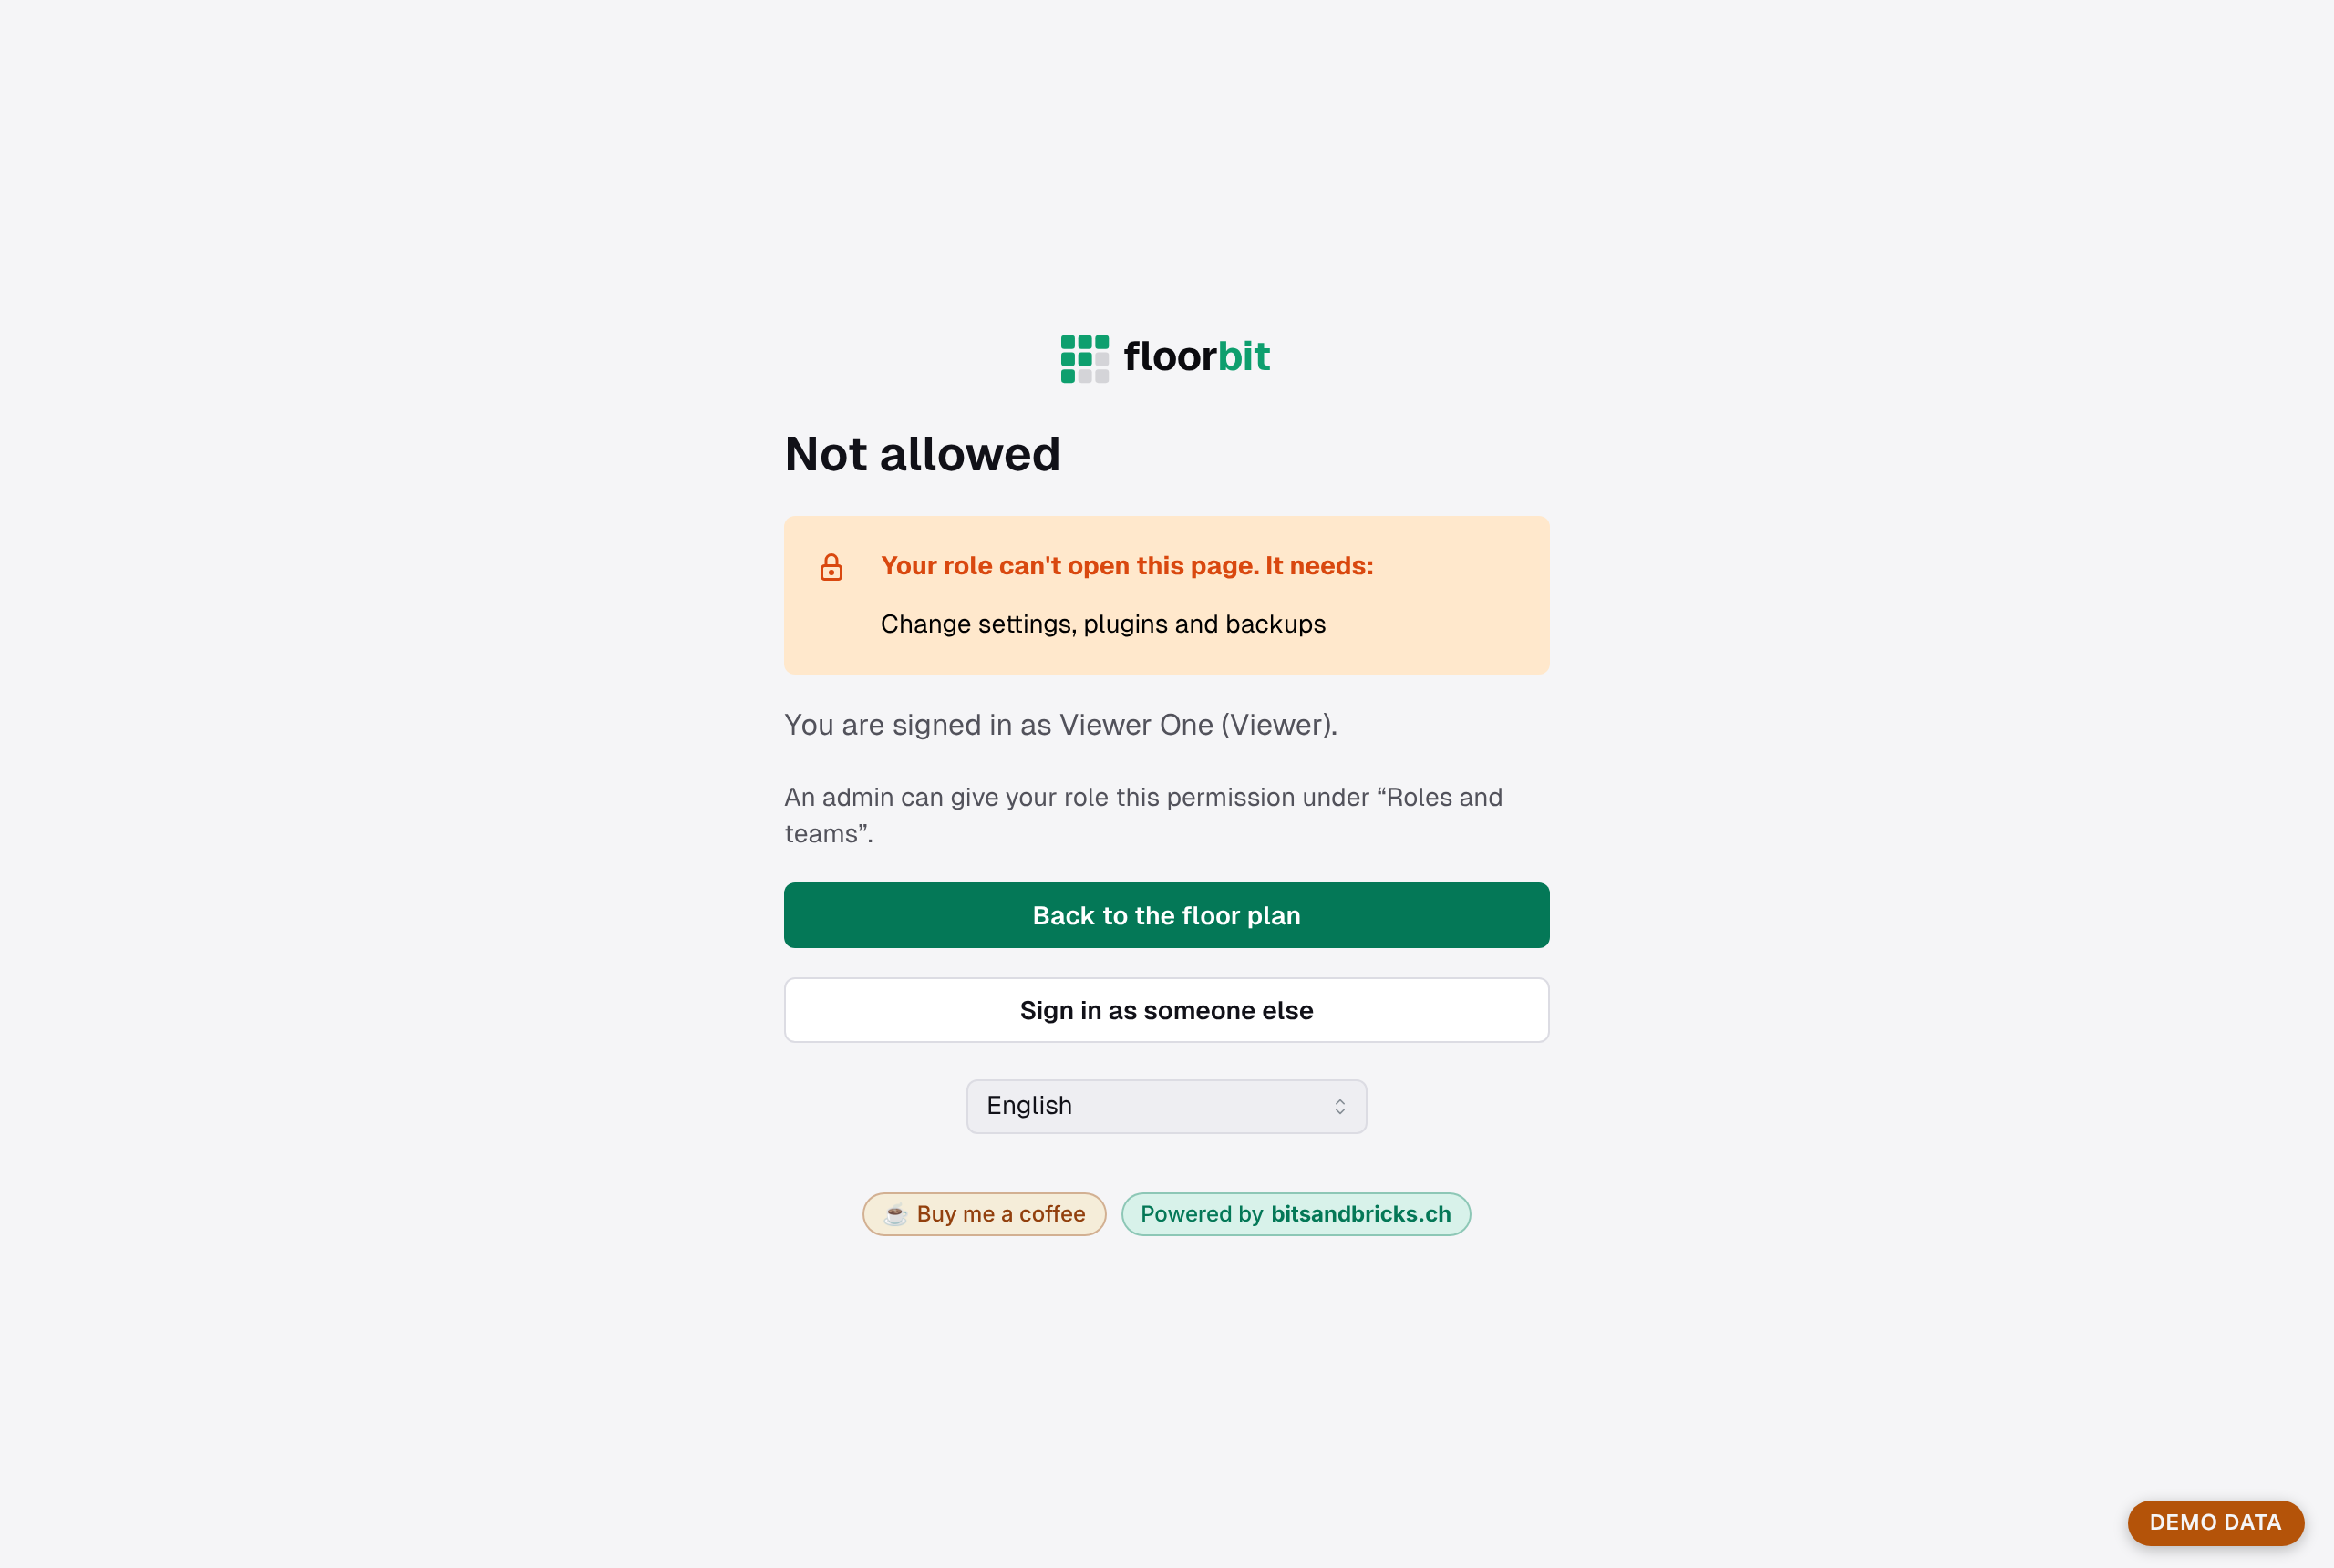 floorbit
Not allowed
Your role can't open this page. It needs:
Change settings, plugins and backups
You are signed in as Viewer One (Viewer).
An admin can give your role this permission under “Roles and
teams”.
Back to the floor plan
Sign in as someone else
English
☕ Buy me a coffee
Powered by bitsandbricks.ch
DEMO DATA